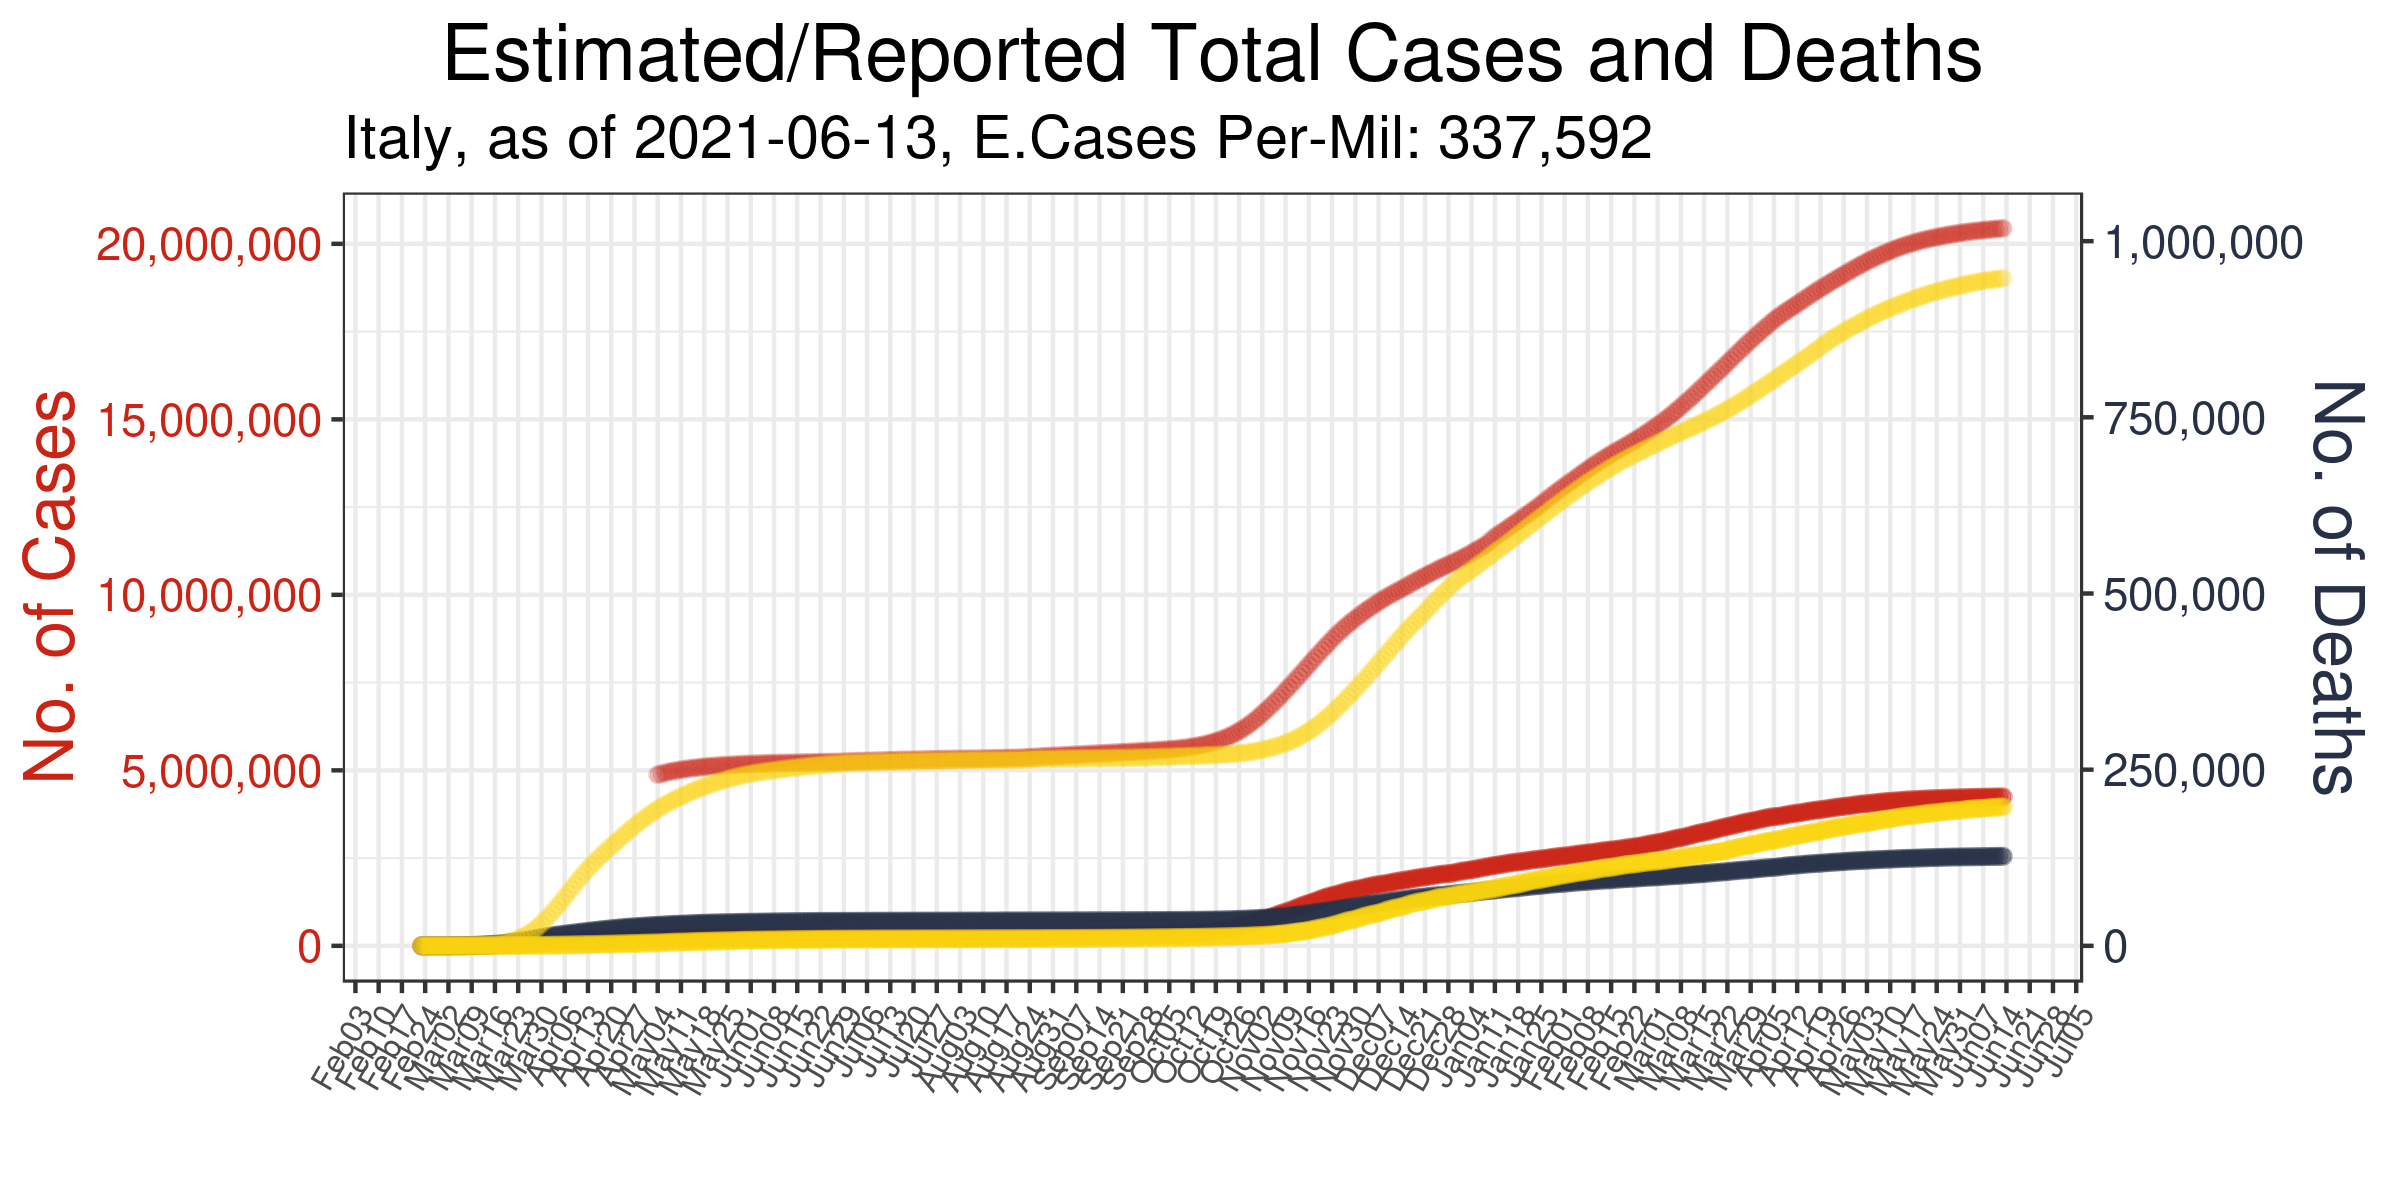 Estimated/Reported Total Cases and Deaths
Italy, as of 2021-06-13, E.Cases Per-Mil: 337,592
No. of Cases
20,000,000
15,000,000
10,000,000
5,000,000
0
1,000,000
750,000
500,000
250,000
0
No. of Deaths
Feb03
Feb10
Feb17
Feb24
Mar02
Mar09
Mar16
Mar23
Mar30
Apr06
Apr13
Apr20
Apr27
May04
May11
May18
May25
Jun01
Jun08
Jun15
Jun22
Jun29
Jul06
Jul13
Jul20
Jul27
Aug03
Aug10
Aug17
Aug24
Aug31
Sep07
Sep14
Sep21
Sep28
Oct05
Oct12
Oct19
Oct26
Nov02
Nov09
Nov16
Nov23
Nov30
Dec07
Dec14
Dec21
Dec28
Jan04
Jan11
Jan18
Jan25
Feb01
Feb08
Feb15
Feb22
Mar01
Mar08
Mar15
Mar22
Mar29
Apr05
Apr12
Apr19
Apr26
May03
May10
May17
May24
May31
Jun07
Jun14
Jun21
Jun28
Jul05